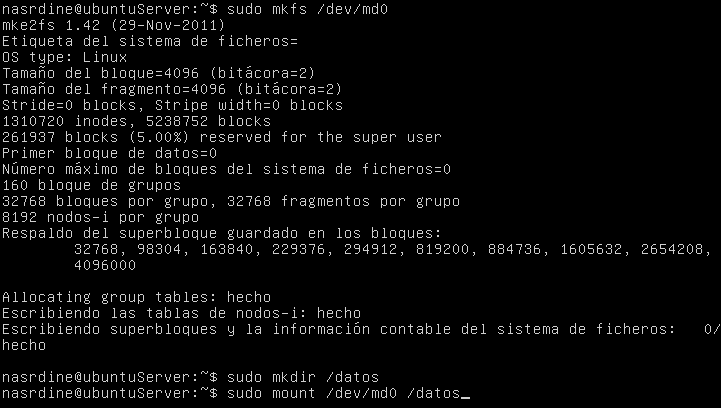 nasrdine@ubuntuServer:~$ sudo mkfs /dev/md0
mke2fs 1.42 (29-Nov-2011)
Etiqueta del sistema de ficheros=
OS type: Linux
Tamaño del bloque=4096 (bitácora=2)
Tamaño del fragmento=4096 (bitácora=2)
Stride=0 blocks, Stripe width=0 blocks
1310720 inodes, 5238752 blocks
261937 blocks (5.00%) reserved for the super user
Primer bloque de datos=0
Número máximo de bloques del sistema de ficheros=0
160 bloque de grupos
32768 bloques por grupo, 32768 fragmentos por grupo
8192 nodos-i por grupo
Respaldo del superbloque guardado en los bloques:
32768, 98304, 163840, 229376, 294912, 819200, 884736, 1605632, 2654208,
4096000
Allocating group tables: hecho
Escribiendo las tablas de nodos-i: hecho
Escribiendo superbloques y la información contable del sistema de ficheros:   0/
hecho
nasrdine@ubuntuServer:~$ sudo mkdir /datos
nasrdine@ubuntuServer:~$ sudo mount /dev/md0 /datos_